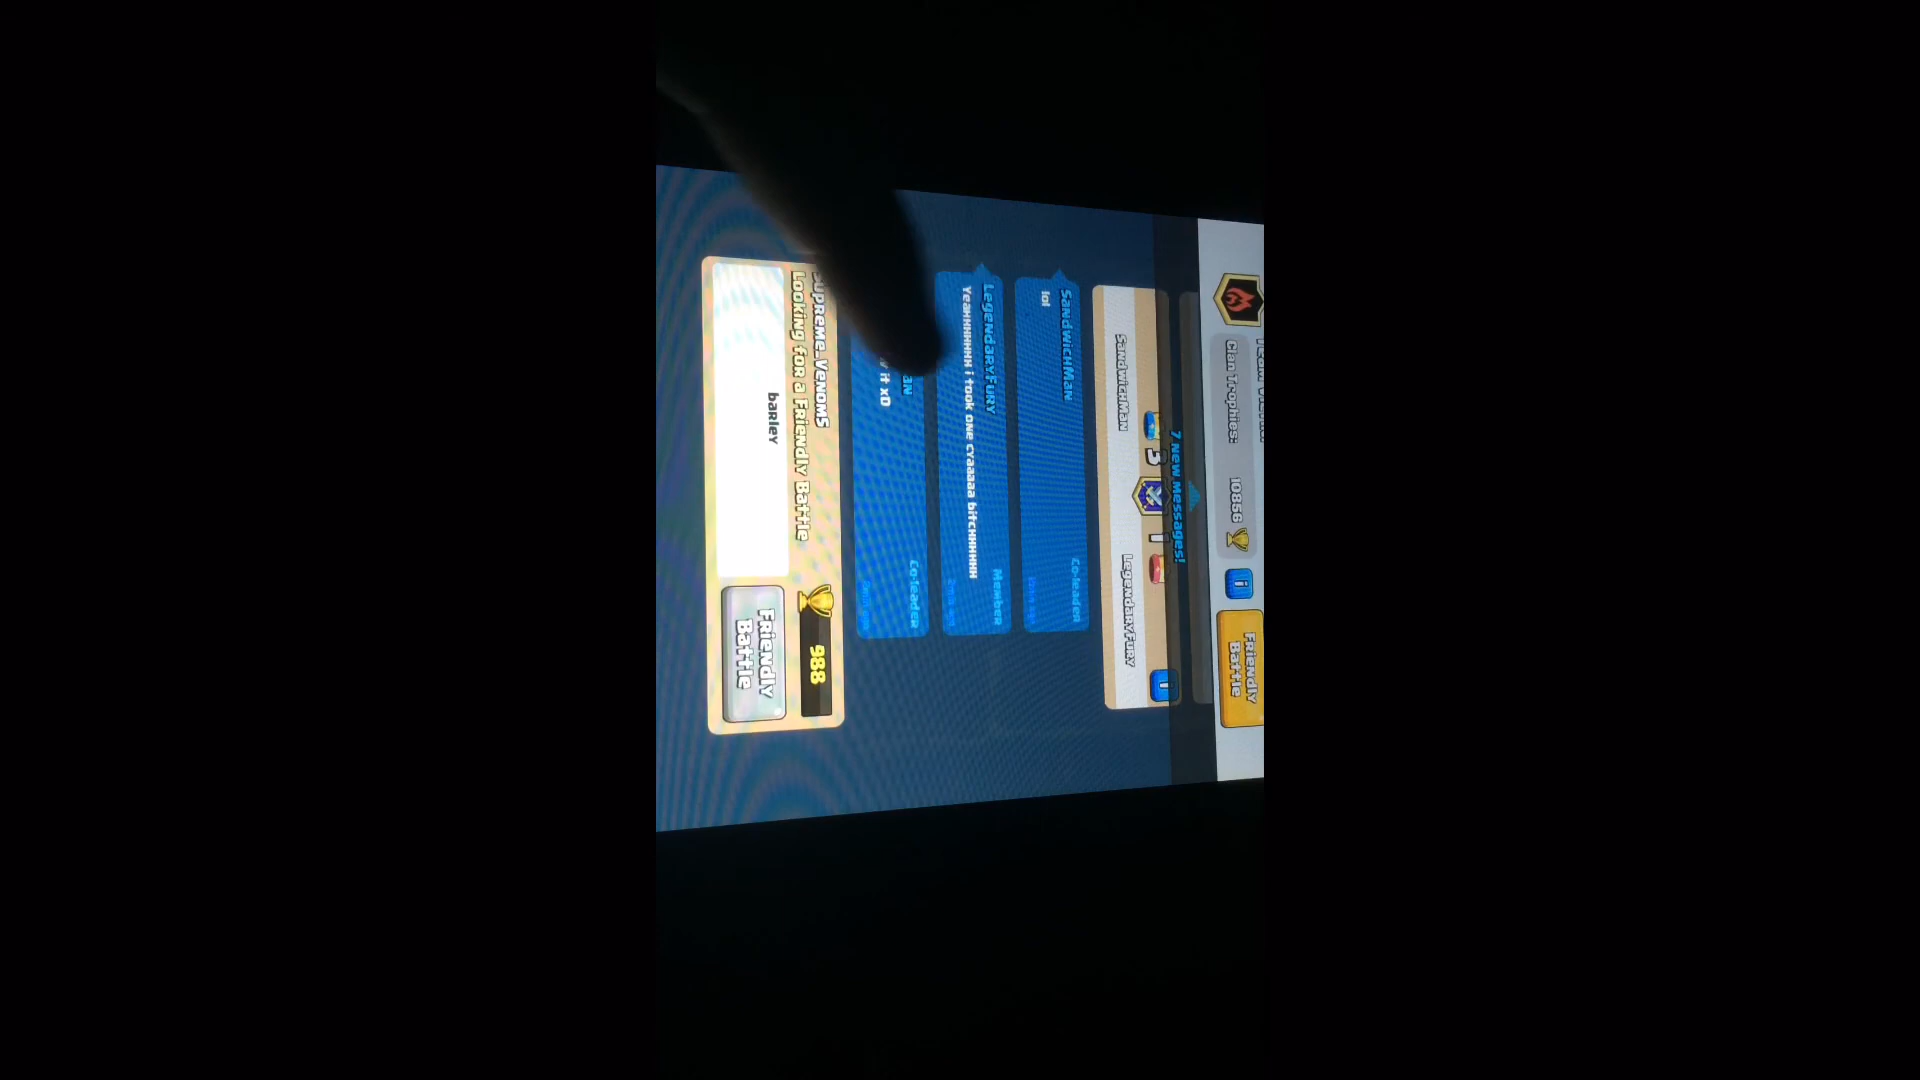 Clan Trophies: 10856
Friendly
Battle
7 New Messages!
3 1
SandwichMan LegendaryFury
SandwichMan Co-leader
lol
LegendaryFury Member
Yeahhhhhhh i took one cyaaaaa bitchhhhhh
Co-leader
it xD
Supreme_Venoms
Looking for a Friendly Battle
988
barley
Friendly
Battle